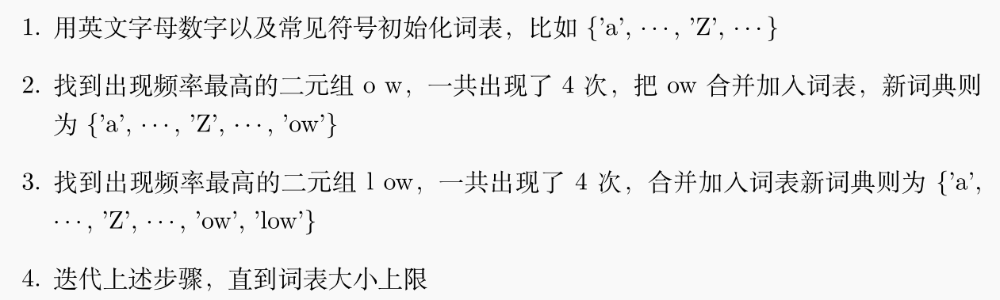 1. 用英文字母数字以及常见符号初始化词表，比如 {’a’, ⋯, ’Z’, ⋯}
2. 找到出现频率最高的二元组 o w，一共出现了 4 次，把 ow 合并加入词表，新词典则
为 {’a’, ⋯, ’Z’, ⋯, ’ow’}
3. 找到出现频率最高的二元组 l ow，一共出现了 4 次，合并加入词表新词典则为 {’a’,
⋯, ’Z’, ⋯, ’ow’, ’low’}
4. 迭代上述步骤，直到词表大小上限